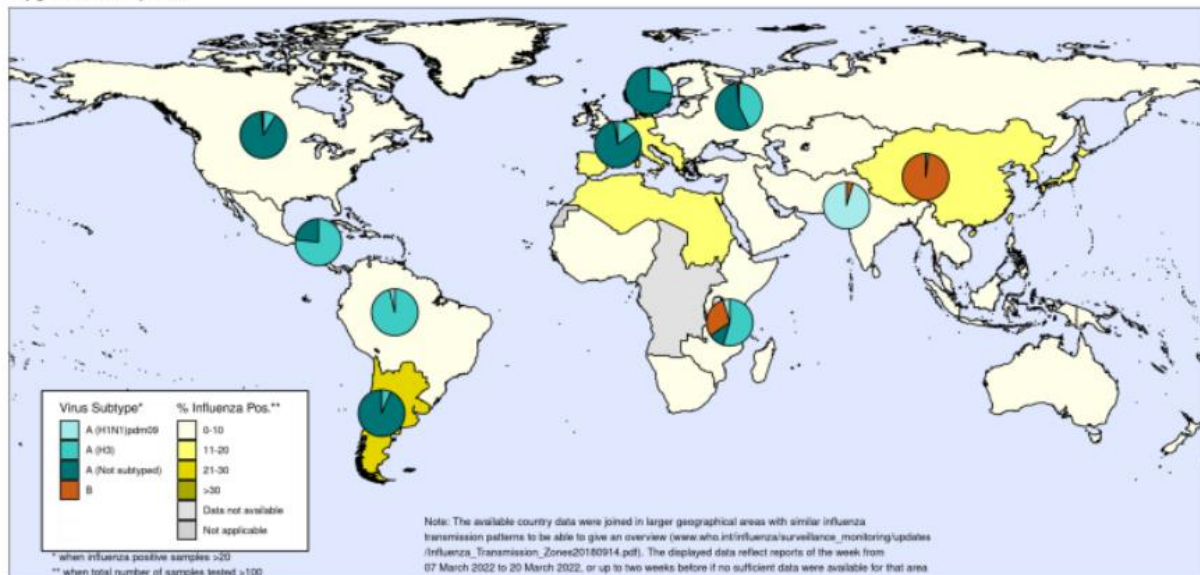 Virus Subtype*
A (H1N1)pdm09
A (H3)
A (Not subtyped)
B
% Influenza Pos.**
0-10
11-20
21-30
>30
Data not available
Not applicable
* when influenza positive samples >20
** when total number of samples tested >100
Note: The available country data were joined in larger geographical areas with similar influenza
transmission patterns to be able to give an overview (www.who.int/influenza/surveillance_monitoring/updates
/Influenza_Transmission_Zones20180914.pdf). The displayed data reflect reports of the week from
07 March 2022 to 20 March 2022, or up to two weeks before if no sufficient data were available for that area